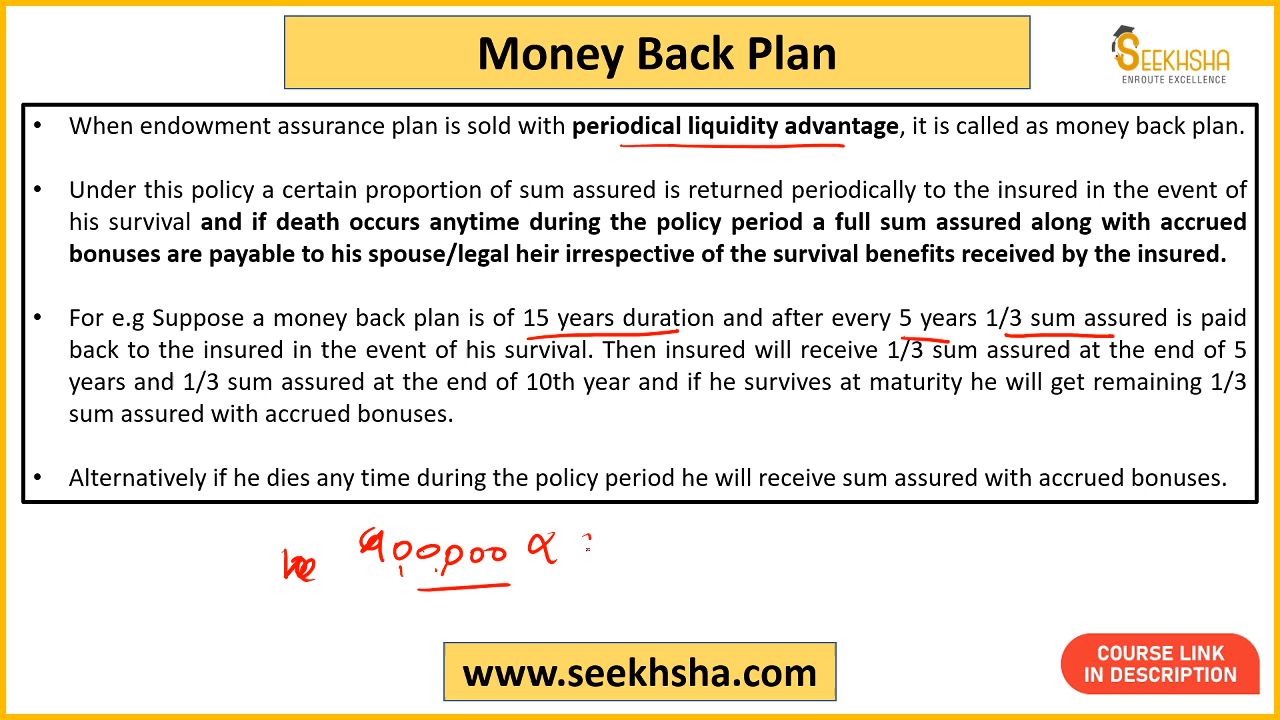 Money Back Plan
SEEKHSHA
ENROUTE EXCELLENCE
• When endowment assurance plan is sold with periodical liquidity advantage, it is called as money back plan.
• Under this policy a certain proportion of sum assured is returned periodically to the insured in the event of
his survival and if death occurs anytime during the policy period a full sum assured along with accrued
bonuses are payable to his spouse/legal heir irrespective of the survival benefits received by the insured.
• For e.g Suppose a money back plan is of 15 years duration and after every 5 years 1/3 sum assured is paid
back to the insured in the event of his survival. Then insured will receive 1/3 sum assured at the end of 5
years and 1/3 sum assured at the end of 10th year and if he survives at maturity he will get remaining 1/3
sum assured with accrued bonuses.
• Alternatively if he dies any time during the policy period he will receive sum assured with accrued bonuses.
www.seekhsha.com
COURSE LINK
IN DESCRIPTION